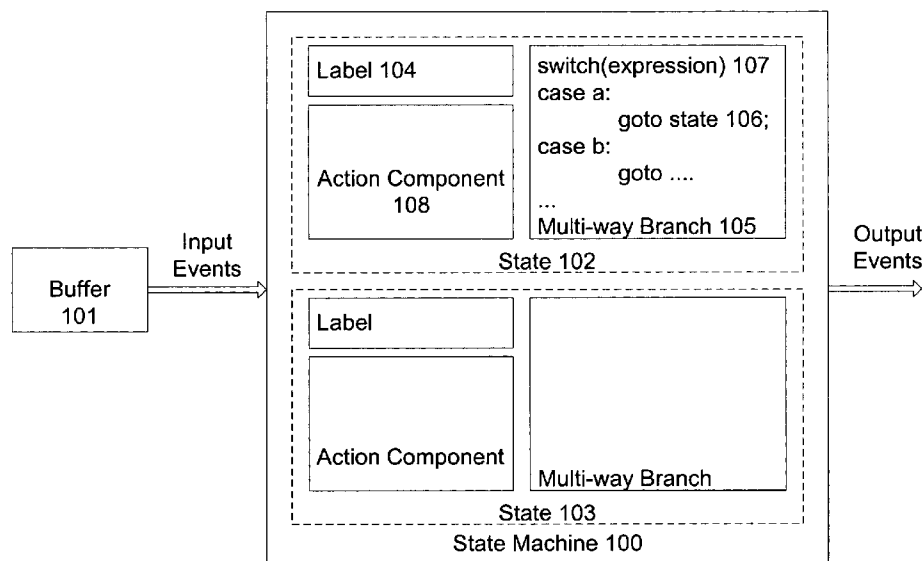 Buffer
101
Input
Events
Label 104
Action Component
108
switch(expression) 107
case a:
goto state 106;
case b:
goto ....
...
Multi-way Branch 105
State 102
Label
Action Component
Multi-way Branch
State 103
State Machine 100
Output
Events